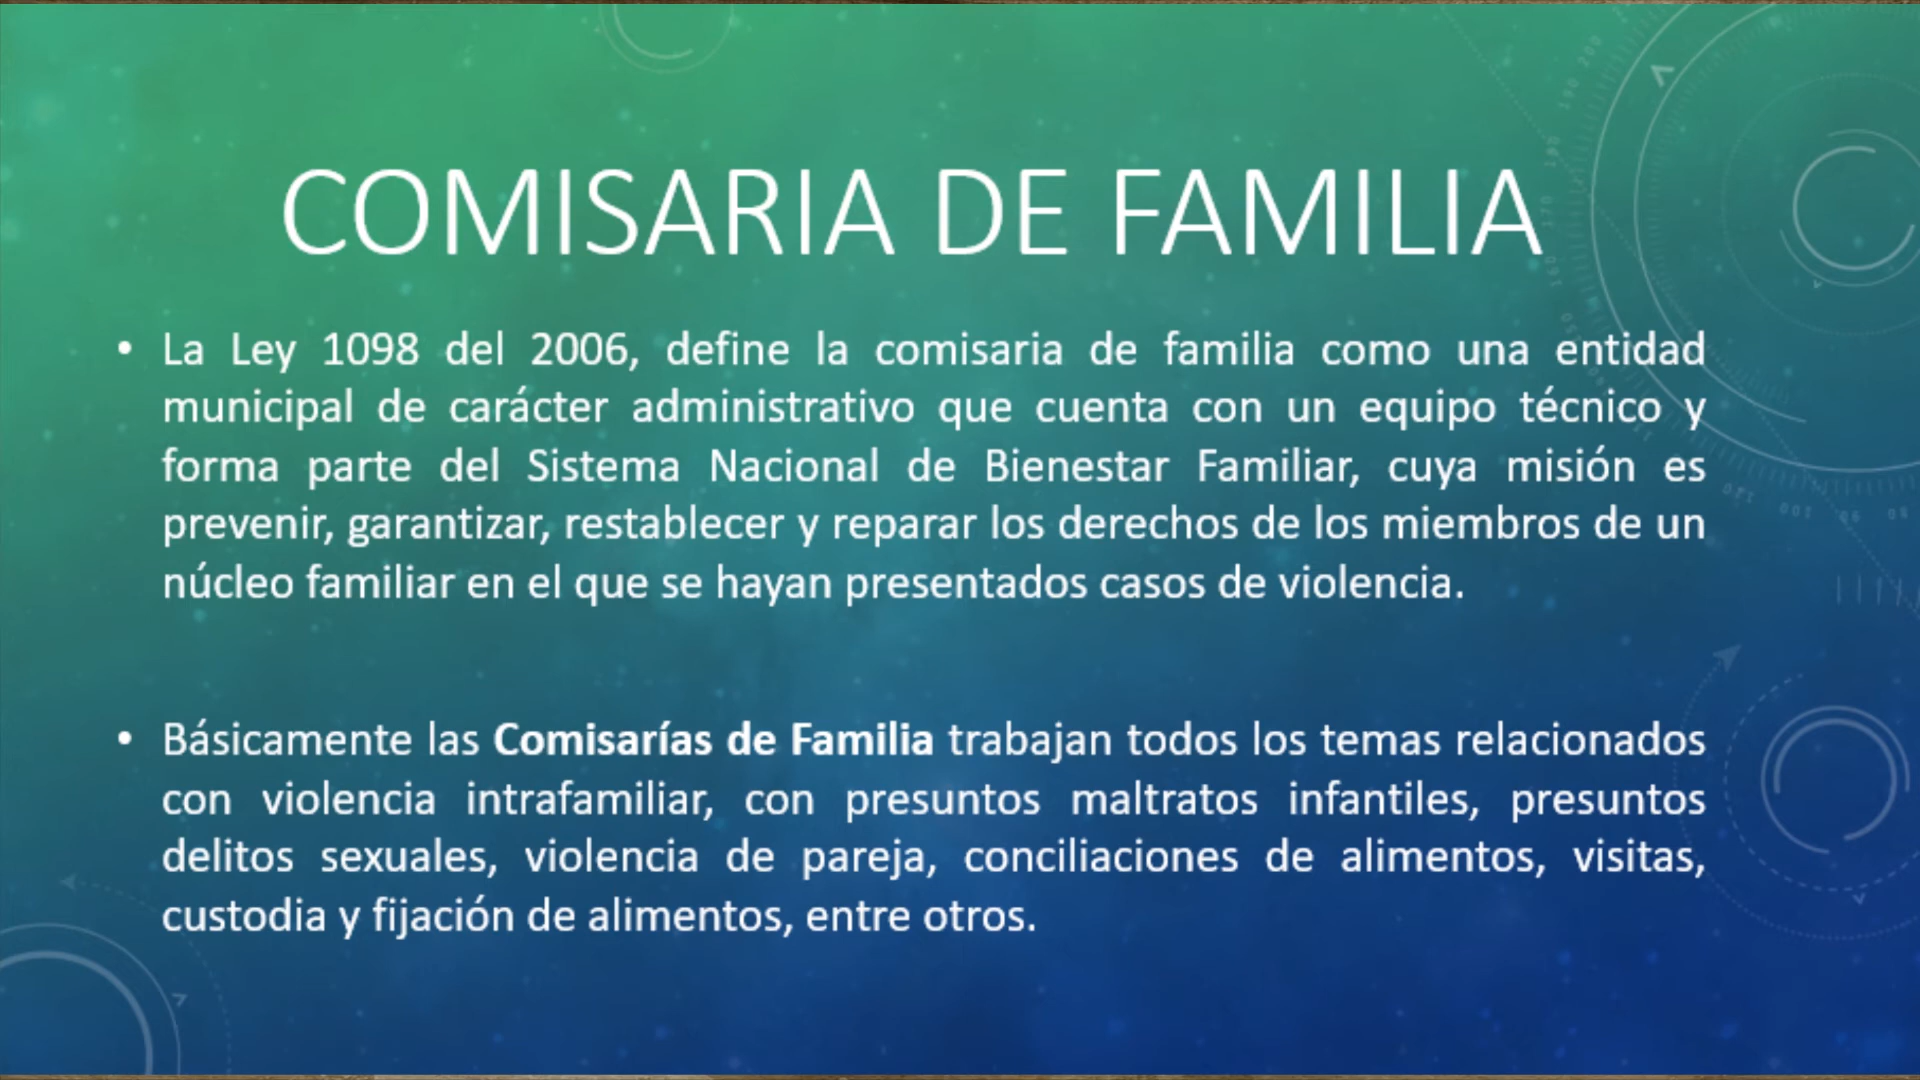 COMISARIA DE FAMILIA
• La Ley 1098 del 2006, define la comisaria de familia como una entidad
municipal de carácter administrativo que cuenta con un equipo técnico y
forma parte del Sistema Nacional de Bienestar Familiar, cuya misión es
prevenir, garantizar, restablecer y reparar los derechos de los miembros de un
núcleo familiar en el que se hayan presentados casos de violencia.
• Básicamente las Comisarías de Familia trabajan todos los temas relacionados
con violencia intrafamiliar, con presuntos maltratos infantiles, presuntos
delitos sexuales, violencia de pareja, conciliaciones de alimentos, visitas,
custodia y fijación de alimentos, entre otros.